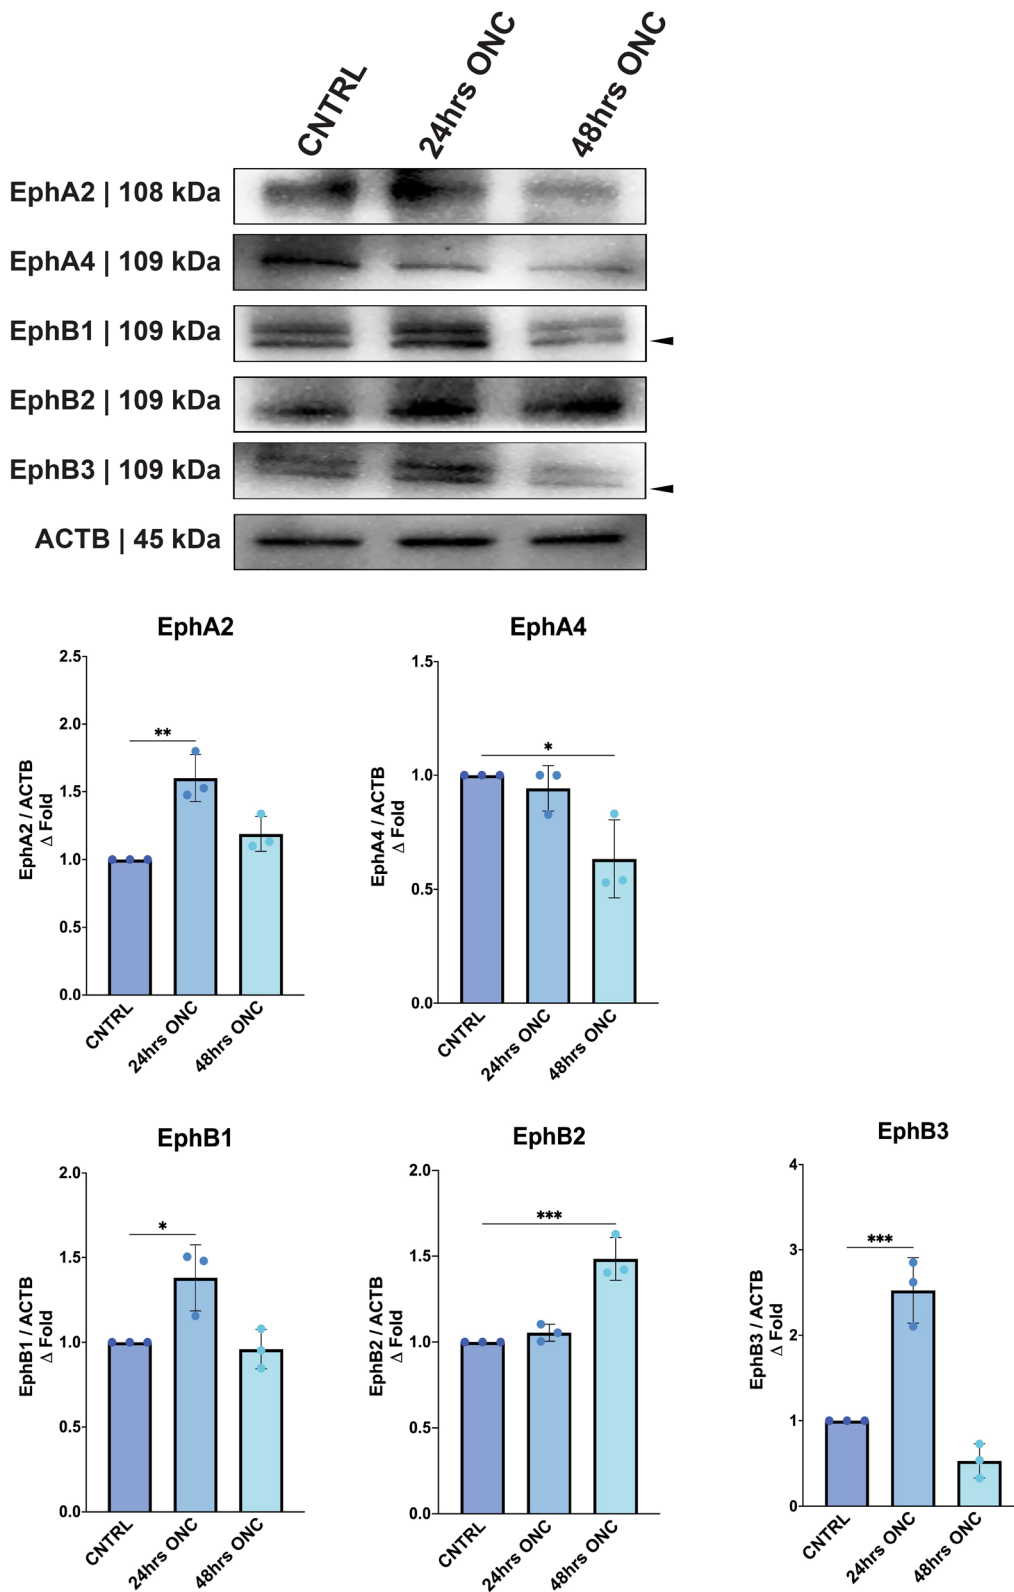 CNTRL
24hrs ONC
48hrs ONC
EphA2 | 108 kDa
EphA4 | 109 kDa
EphB1 | 109 kDa
EphB2 | 109 kDa
EphB3 | 109 kDa
ACTB | 45 kDa
EphA2
2.5
2.0
1.5
1.0
0.5
0.0
EphA2 / ACTB
Δ Fold
**
CNTRL
24hrs ONC
48hrs ONC
EphA4
1.5
1.0
0.5
0.0
EphA4 / ACTB
Δ Fold
*
CNTRL
24hrs ONC
48hrs ONC
EphB1
2.0
1.5
1.0
0.5
0.0
EphB1 / ACTB
Δ Fold
*
CNTRL
24hrs ONC
48hrs ONC
EphB2
2.0
1.5
1.0
0.5
0.0
EphB2 / ACTB
Δ Fold
***
CNTRL
24hrs ONC
48hrs ONC
EphB3
4
3
2
1
0
EphB3 / ACTB
Δ Fold
***
CNTRL
24hrs ONC
48hrs ONC